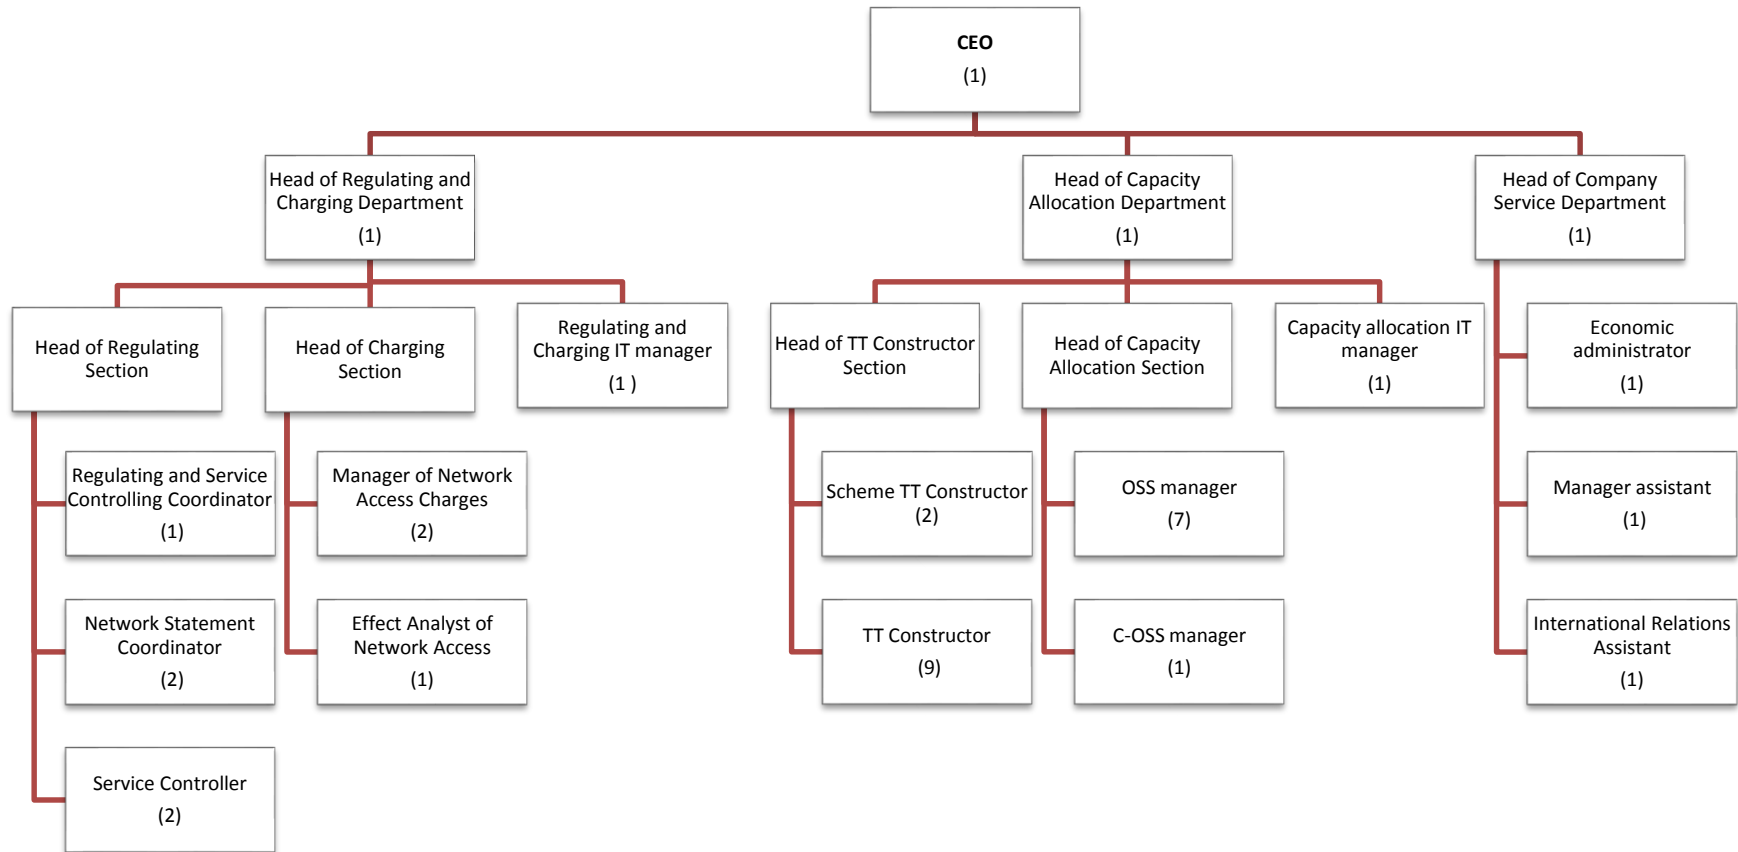 CEO
(1)
Head of Regulating and
Charging Department
(1)
Head of Capacity
Allocation Department
(1)
Head of Company
Service Department
(1)
Head of Regulating
Section
Head of Charging
Section
Regulating and
Charging IT manager
(1 )
Head of TT Constructor
Section
Head of Capacity
Allocation Section
Capacity allocation IT
manager
(1)
Economic
administrator
(1)
Regulating and Service
Controlling Coordinator
(1)
Manager of Network
Access Charges
(2)
Scheme TT Constructor
(2)
OSS manager
(7)
Manager assistant
(1)
Network Statement
Coordinator
(2)
Effect Analyst of
Network Access
(1)
TT Constructor
(9)
C-OSS manager
(1)
International Relations
Assistant
(1)
Service Controller
(2)